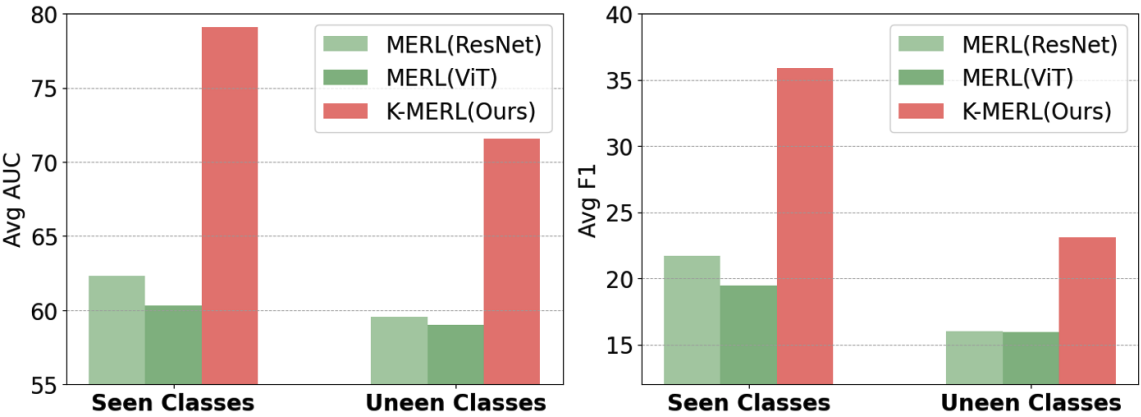 80
75
70
65
60
55
Avg AUC
MERL(ResNet)
MERL(ViT)
K-MERL(Ours)
Seen Classes
Uneen Classes
40
35
30
25
20
15
Avg F1
MERL(ResNet)
MERL(ViT)
K-MERL(Ours)
Seen Classes
Uneen Classes